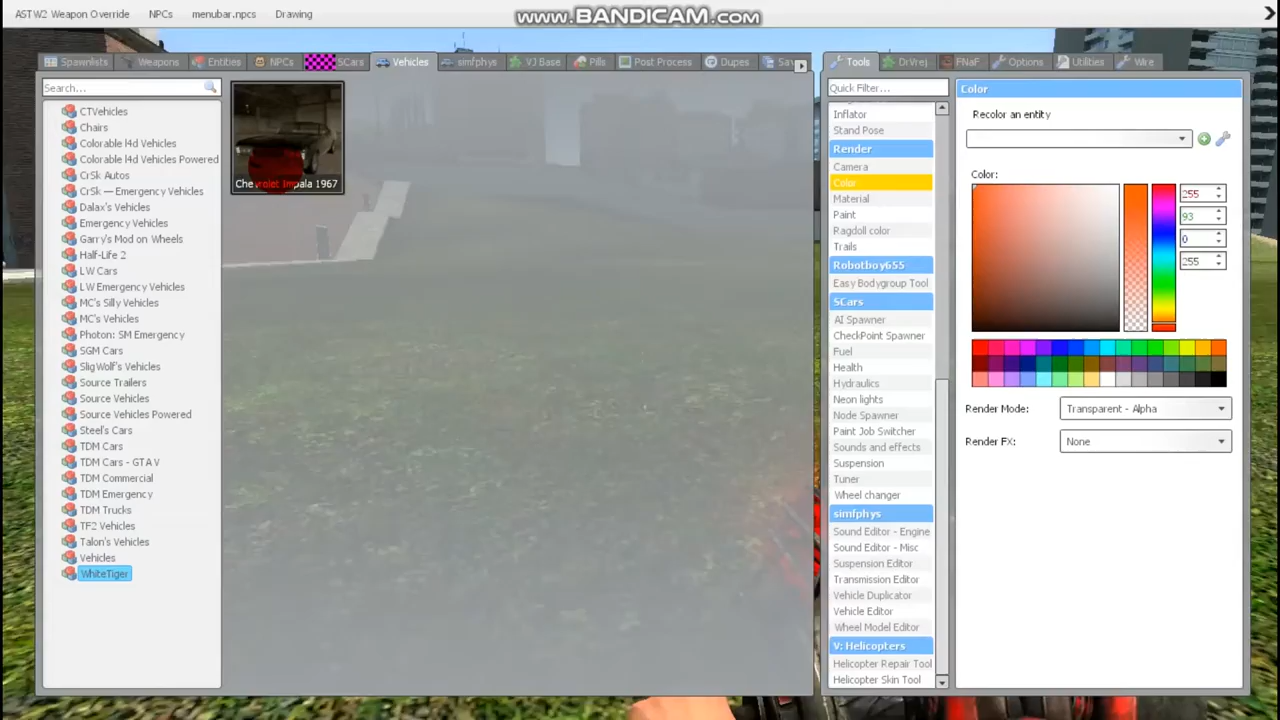 ASTW2 Weapon Override NPCs menubar.npcs Drawing
www.BANDICAM.com
Spawnlists Weapons Entities NPCs SCars Vehicles simfphys VJ Base Pills Post Process Dupes Sav
Tools DrVrej FNaF Options Utilities Wire
Search...
CTVehicles
Chairs
Colorable Hd Vehicles
Colorable Hd Vehicles Powered
CrSk Autos
CrSk — Emergency Vehicles
Dalax's Vehicles
Emergency Vehicles
Garry's Mod on Wheels
Half-Life 2
LW Cars
LW Emergency Vehicles
MC's Silly Vehicles
MC's Vehicles
Photon: SM Emergency
SGM Cars
SligWolf's Vehicles
Source Trailers
Source Vehicles
Source Vehicles Powered
Steel's Cars
TDM Cars
TDM Cars - GTA V
TDM Commercial
TDM Emergency
TDM Trucks
TF2 Vehicles
Talon's Vehicles
Vehicles
WhiteTiger
Chevrolet Impala 1967
Quick Filter...
Inflator
Stand Pose
Render
Camera
Color
Material
Paint
Ragdoll color
Trails
Robotboy655
Easy Bodygroup Tool
SCars
AI Spawner
CheckPoint Spawner
Fuel
Health
Hydraulics
Neon lights
Node Spawner
Paint Job Switcher
Sounds and effects
Suspension
Tuner
Wheel changer
simfphys
Sound Editor - Engine
Sound Editor - Misc
Suspension Editor
Transmission Editor
Vehicle Duplicator
Vehicle Editor
Wheel Model Editor
V: Helicopters
Helicopter Repair Tool
Helicopter Skin Tool
Color
Recolor an entity
Color:
255
93
0
255
Render Mode: Transparent - Alpha
Render FX: None